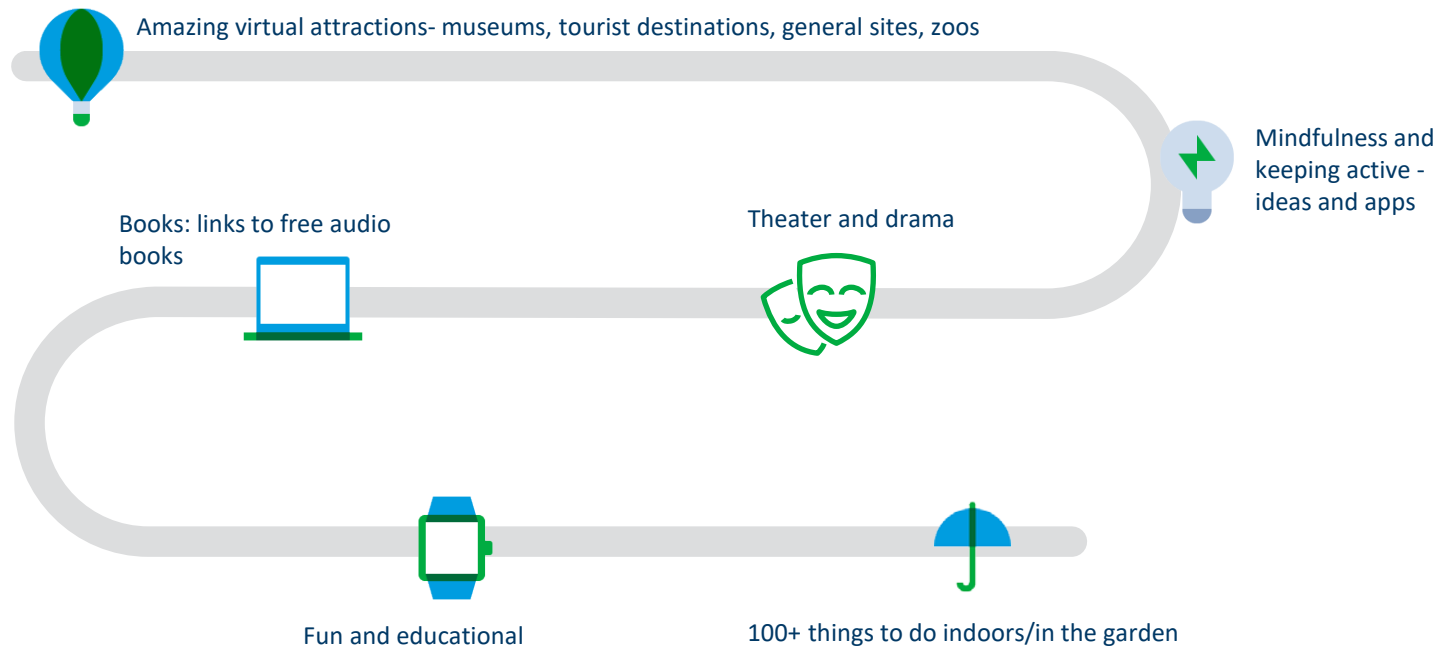 Amazing virtual attractions- museums, tourist destinations, general sites, zoos
Mindfulness and
keeping active -
ideas and apps
Theater and drama
Books: links to free audio
books
Fun and educational
100+ things to do indoors/in the garden